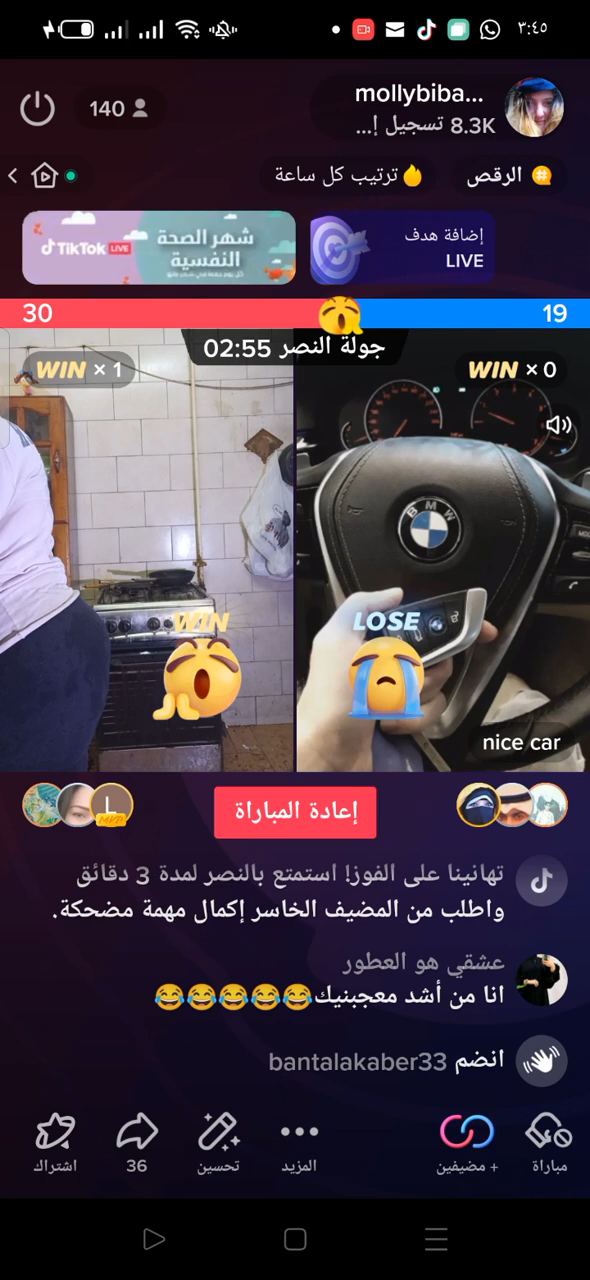 ٣:٤٥
mollybiba...
8.3K تسجيل إ...
140
الرقص
ترتيب كل ساعة
إضافة هدف
LIVE
شهر الصحة
النفسية
TikTok LIVE
30
19
جولة النصر 02:55
WIN × 1
WIN × 0
BMW
WIN
LOSE
nice car
L
MVP
إعادة المباراة
تهانينا على الفوز! استمتع بالنصر لمدة 3 دقائق
واطلب من المضيف الخاسر إكمال مهمة مضحكة.
عشقي هو العطور
انا من أشد معجبنيك😂😂😂😂😂
bantalakaber33 انضم
مباراة
+ مضيفين
المزيد
تحسين
36
اشتراك